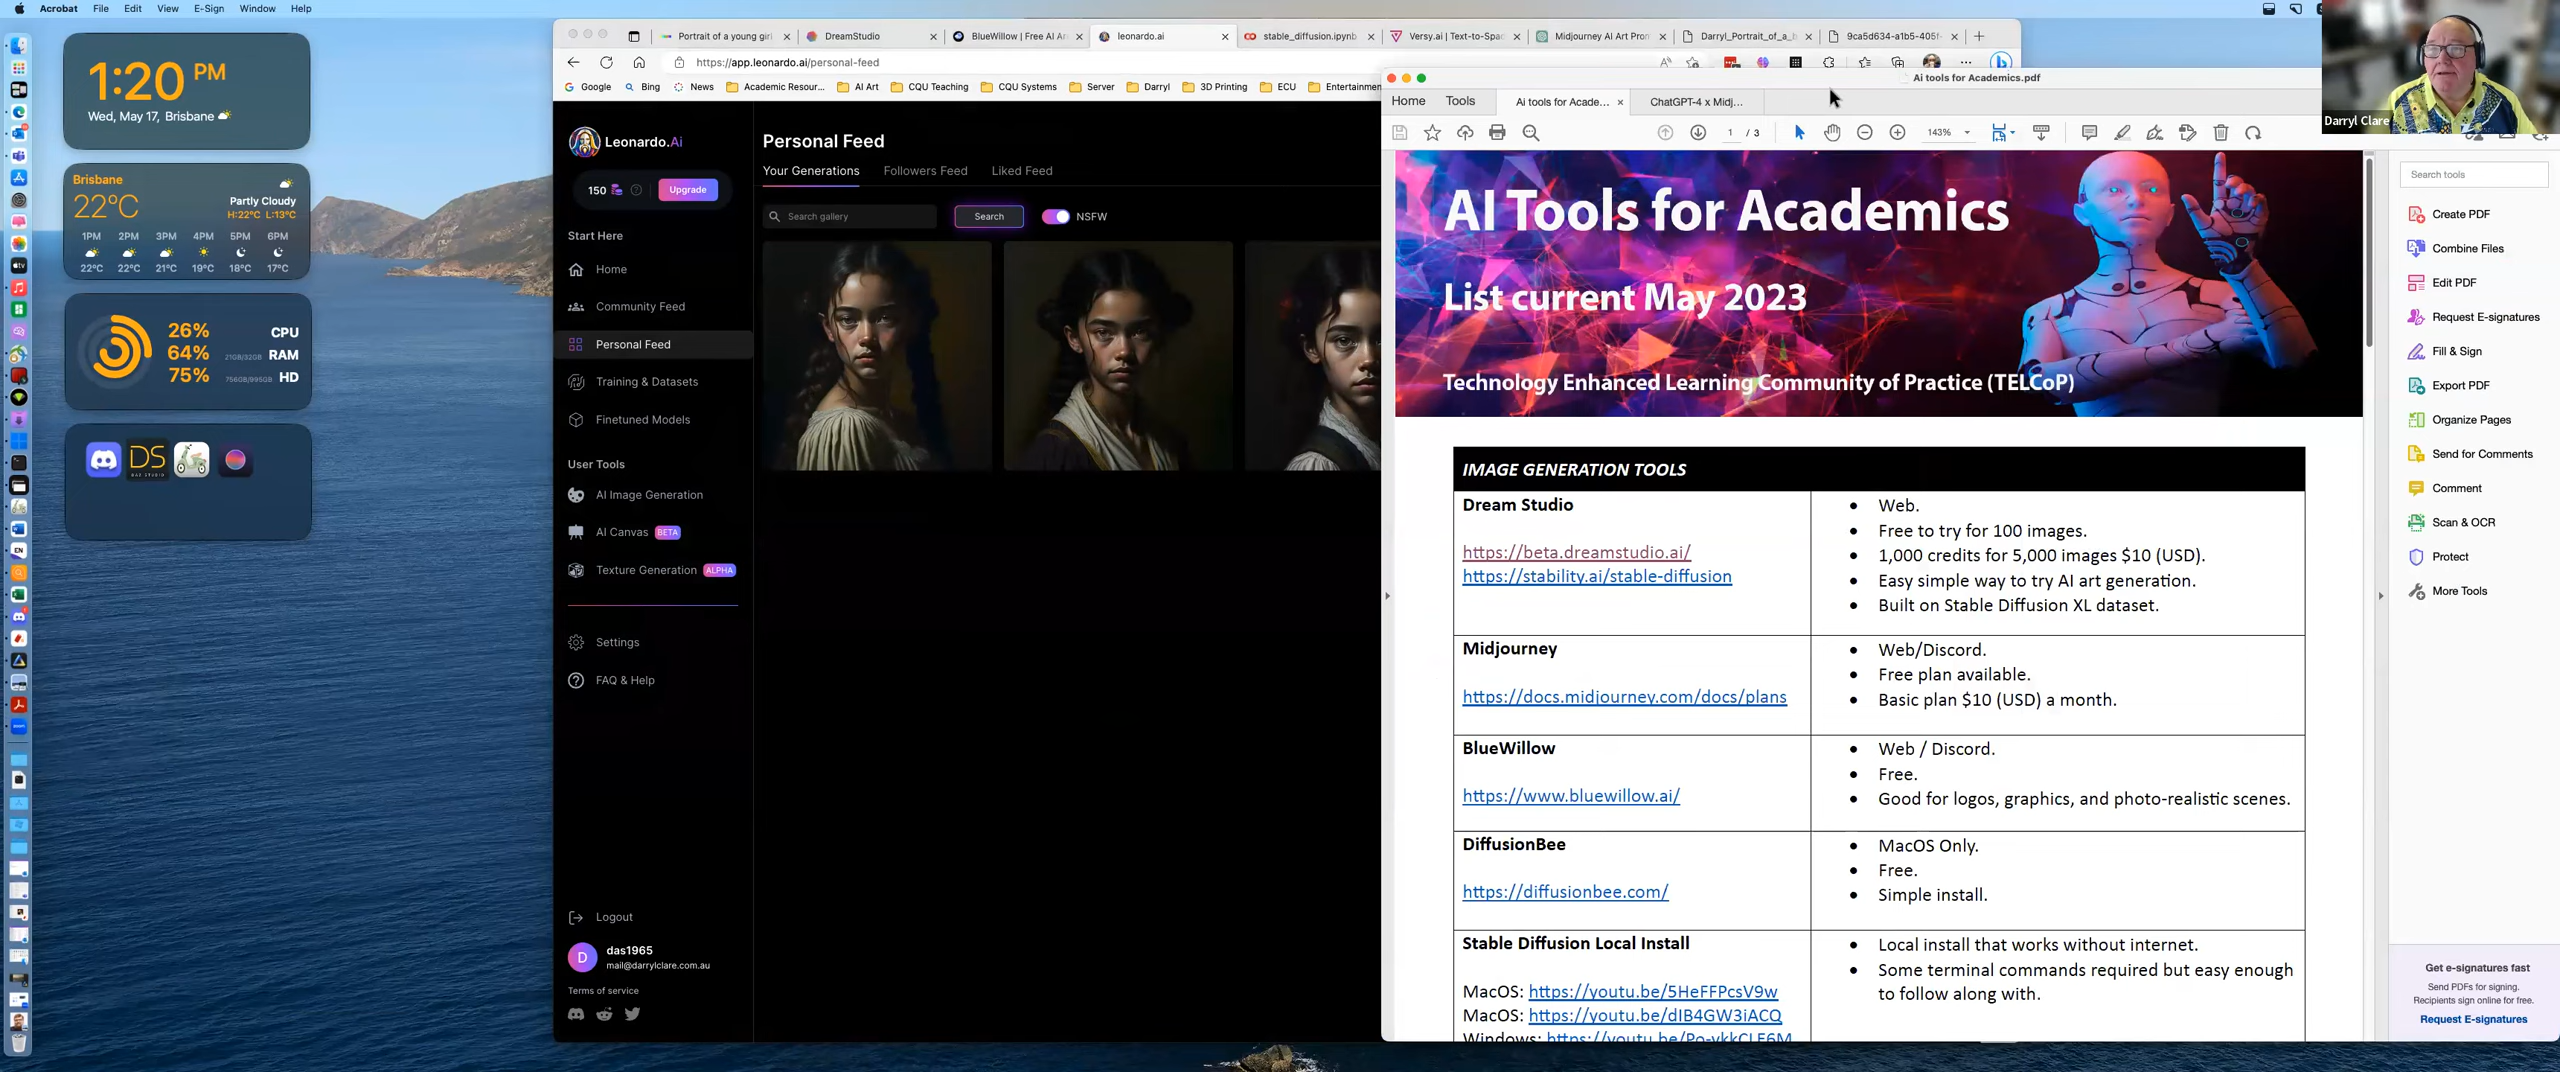 Acrobat File Edit View E-Sign Window Help
1:20 PM
Wed, May 17, Brisbane
Brisbane
22°C
Partly Cloudy
H:22°C L:13°C
1PM 2PM 3PM 4PM 5PM 6PM
22°C 22°C 21°C 19°C 18°C 17°C
26% CPU
64% 21GB/32GB RAM
75% 756GB/995GB HD
DS
Portrait of a young girl
DreamStudio
BlueWillow | Free AI Ar
leonardo.ai
stable_diffusion.ipynb
Versy.ai | Text-to-Spac
Midjourney AI Art Pron
Darryl_Portrait_of_a_b
9ca5d634-a1b5-405f-
https://app.leonardo.ai/personal-feed
Google Bing News Academic Resour... AI Art CQU Teaching CQU Systems Server Darryl 3D Printing ECU Entertainmen
Leonardo.Ai
150 Upgrade
Start Here
Home
Community Feed
Personal Feed
Training & Datasets
Finetuned Models
User Tools
AI Image Generation
AI Canvas BETA
Texture Generation ALPHA
Settings
FAQ & Help
Logout
D
das1965
mail@darrylclare.com.au
Terms of service
Personal Feed
Your Generations Followers Feed Liked Feed
Search gallery Search NSFW
Ai tools for Academics.pdf
Home Tools Ai tools for Acade... ChatGPT-4 x Midj...
1 / 3 143%
AI Tools for Academics
List current May 2023
Technology Enhanced Learning Community of Practice (TELCoP)
IMAGE GENERATION TOOLS
Dream Studio
https://beta.dreamstudio.ai/
https://stability.ai/stable-diffusion
• Web.
• Free to try for 100 images.
• 1,000 credits for 5,000 images $10 (USD).
• Easy simple way to try AI art generation.
• Built on Stable Diffusion XL dataset.
Midjourney
https://docs.midjourney.com/docs/plans
• Web/Discord.
• Free plan available.
• Basic plan $10 (USD) a month.
BlueWillow
https://www.bluewillow.ai/
• Web / Discord.
• Free.
• Good for logos, graphics, and photo-realistic scenes.
DiffusionBee
https://diffusionbee.com/
• MacOS Only.
• Free.
• Simple install.
Stable Diffusion Local Install
MacOS: https://youtu.be/5HeFFPcsV9w
MacOS: https://youtu.be/dIB4GW3iACQ
Windows:
• Local install that works without internet.
• Some terminal commands required but easy enough
to follow along with.
Darryl Clare
Search tools
Create PDF
Combine Files
Edit PDF
Request E-signatures
Fill & Sign
Export PDF
Organize Pages
Send for Comments
Comment
Scan & OCR
Protect
More Tools
Get e-signatures fast
Send PDFs for signing.
Recipients sign online for free.
Request E-signatures